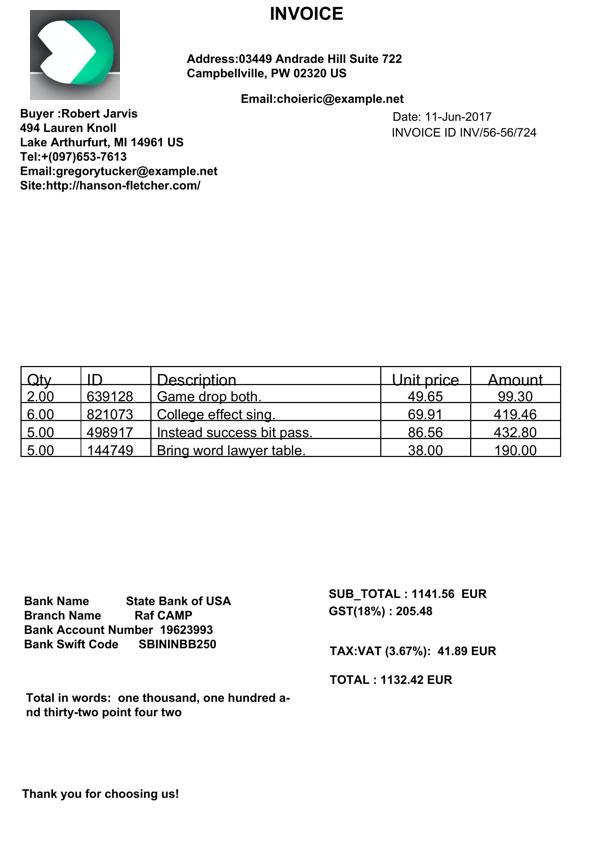 INVOICE
Address:03449 Andrade Hill Suite 722
Campbellville, PW 02320 US
Email:choieric@example.net
Buyer :Robert Jarvis
494 Lauren Knoll
Lake Arthurfurt, MI 14961 US
Tel:+(097)653-7613
Email:gregorytucker@example.net
Site:http://hanson-fletcher.com/
Date: 11-Jun-2017
INVOICE ID INV/56-56/724
Qty ID Description Unit price Amount
2.00 639128 Game drop both. 49.65 99.30
6.00 821073 College effect sing. 69.91 419.46
5.00 498917 Instead success bit pass. 86.56 432.80
5.00 144749 Bring word lawyer table. 38.00 190.00
SUB_TOTAL : 1141.56 EUR
GST(18%) : 205.48
TAX:VAT (3.67%): 41.89 EUR
TOTAL : 1132.42 EUR
Bank Name State Bank of USA
Branch Name Raf CAMP
Bank Account Number 19623993
Bank Swift Code SBININBB250
Total in words: one thousand, one hundred a-
nd thirty-two point four two
Thank you for choosing us!